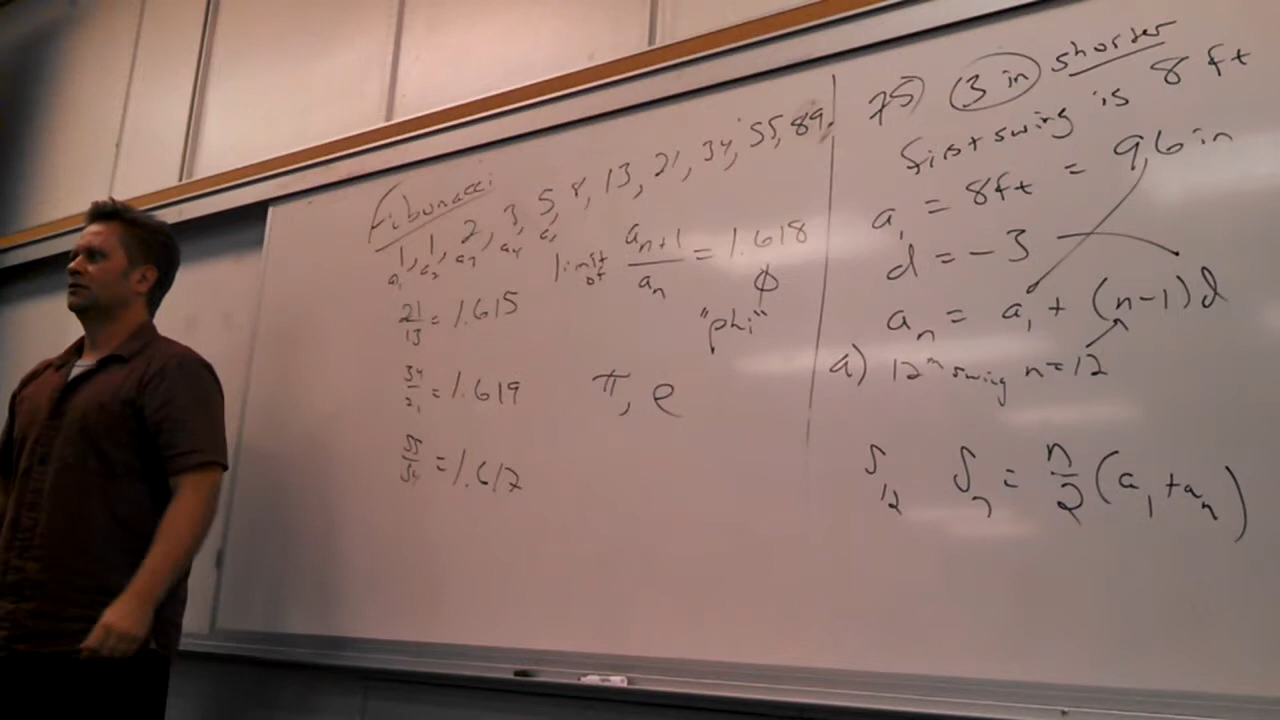 Fibonacci
1, 1, 2, 3, 5, 8, 13, 21, 34, 55, 89,
a1 a2 a3 a4 a5
limit of an+1/an = 1.618
φ
"phi"
21/13 = 1.615
34/21 = 1.619
55/34 = 1.617
π, e
75) 3 in shorter
first swing is 8 ft
a1 = 8ft = 96 in
d = -3
an = a1 + (n-1)d
a) 12th swing n=12
S12 Sn = n/2 (a1 + an)